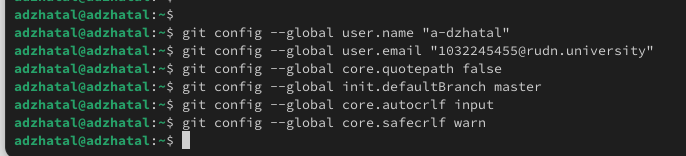 adzhatal@adzhatal:~$
adzhatal@adzhatal:~$ git config --global user.name "a-dzhatal"
adzhatal@adzhatal:~$ git config --global user.email "1032245455@rudn.university"
adzhatal@adzhatal:~$ git config --global core.quotepath false
adzhatal@adzhatal:~$ git config --global init.defaultBranch master
adzhatal@adzhatal:~$ git config --global core.autocrlf input
adzhatal@adzhatal:~$ git config --global core.safecrlf warn
adzhatal@adzhatal:~$